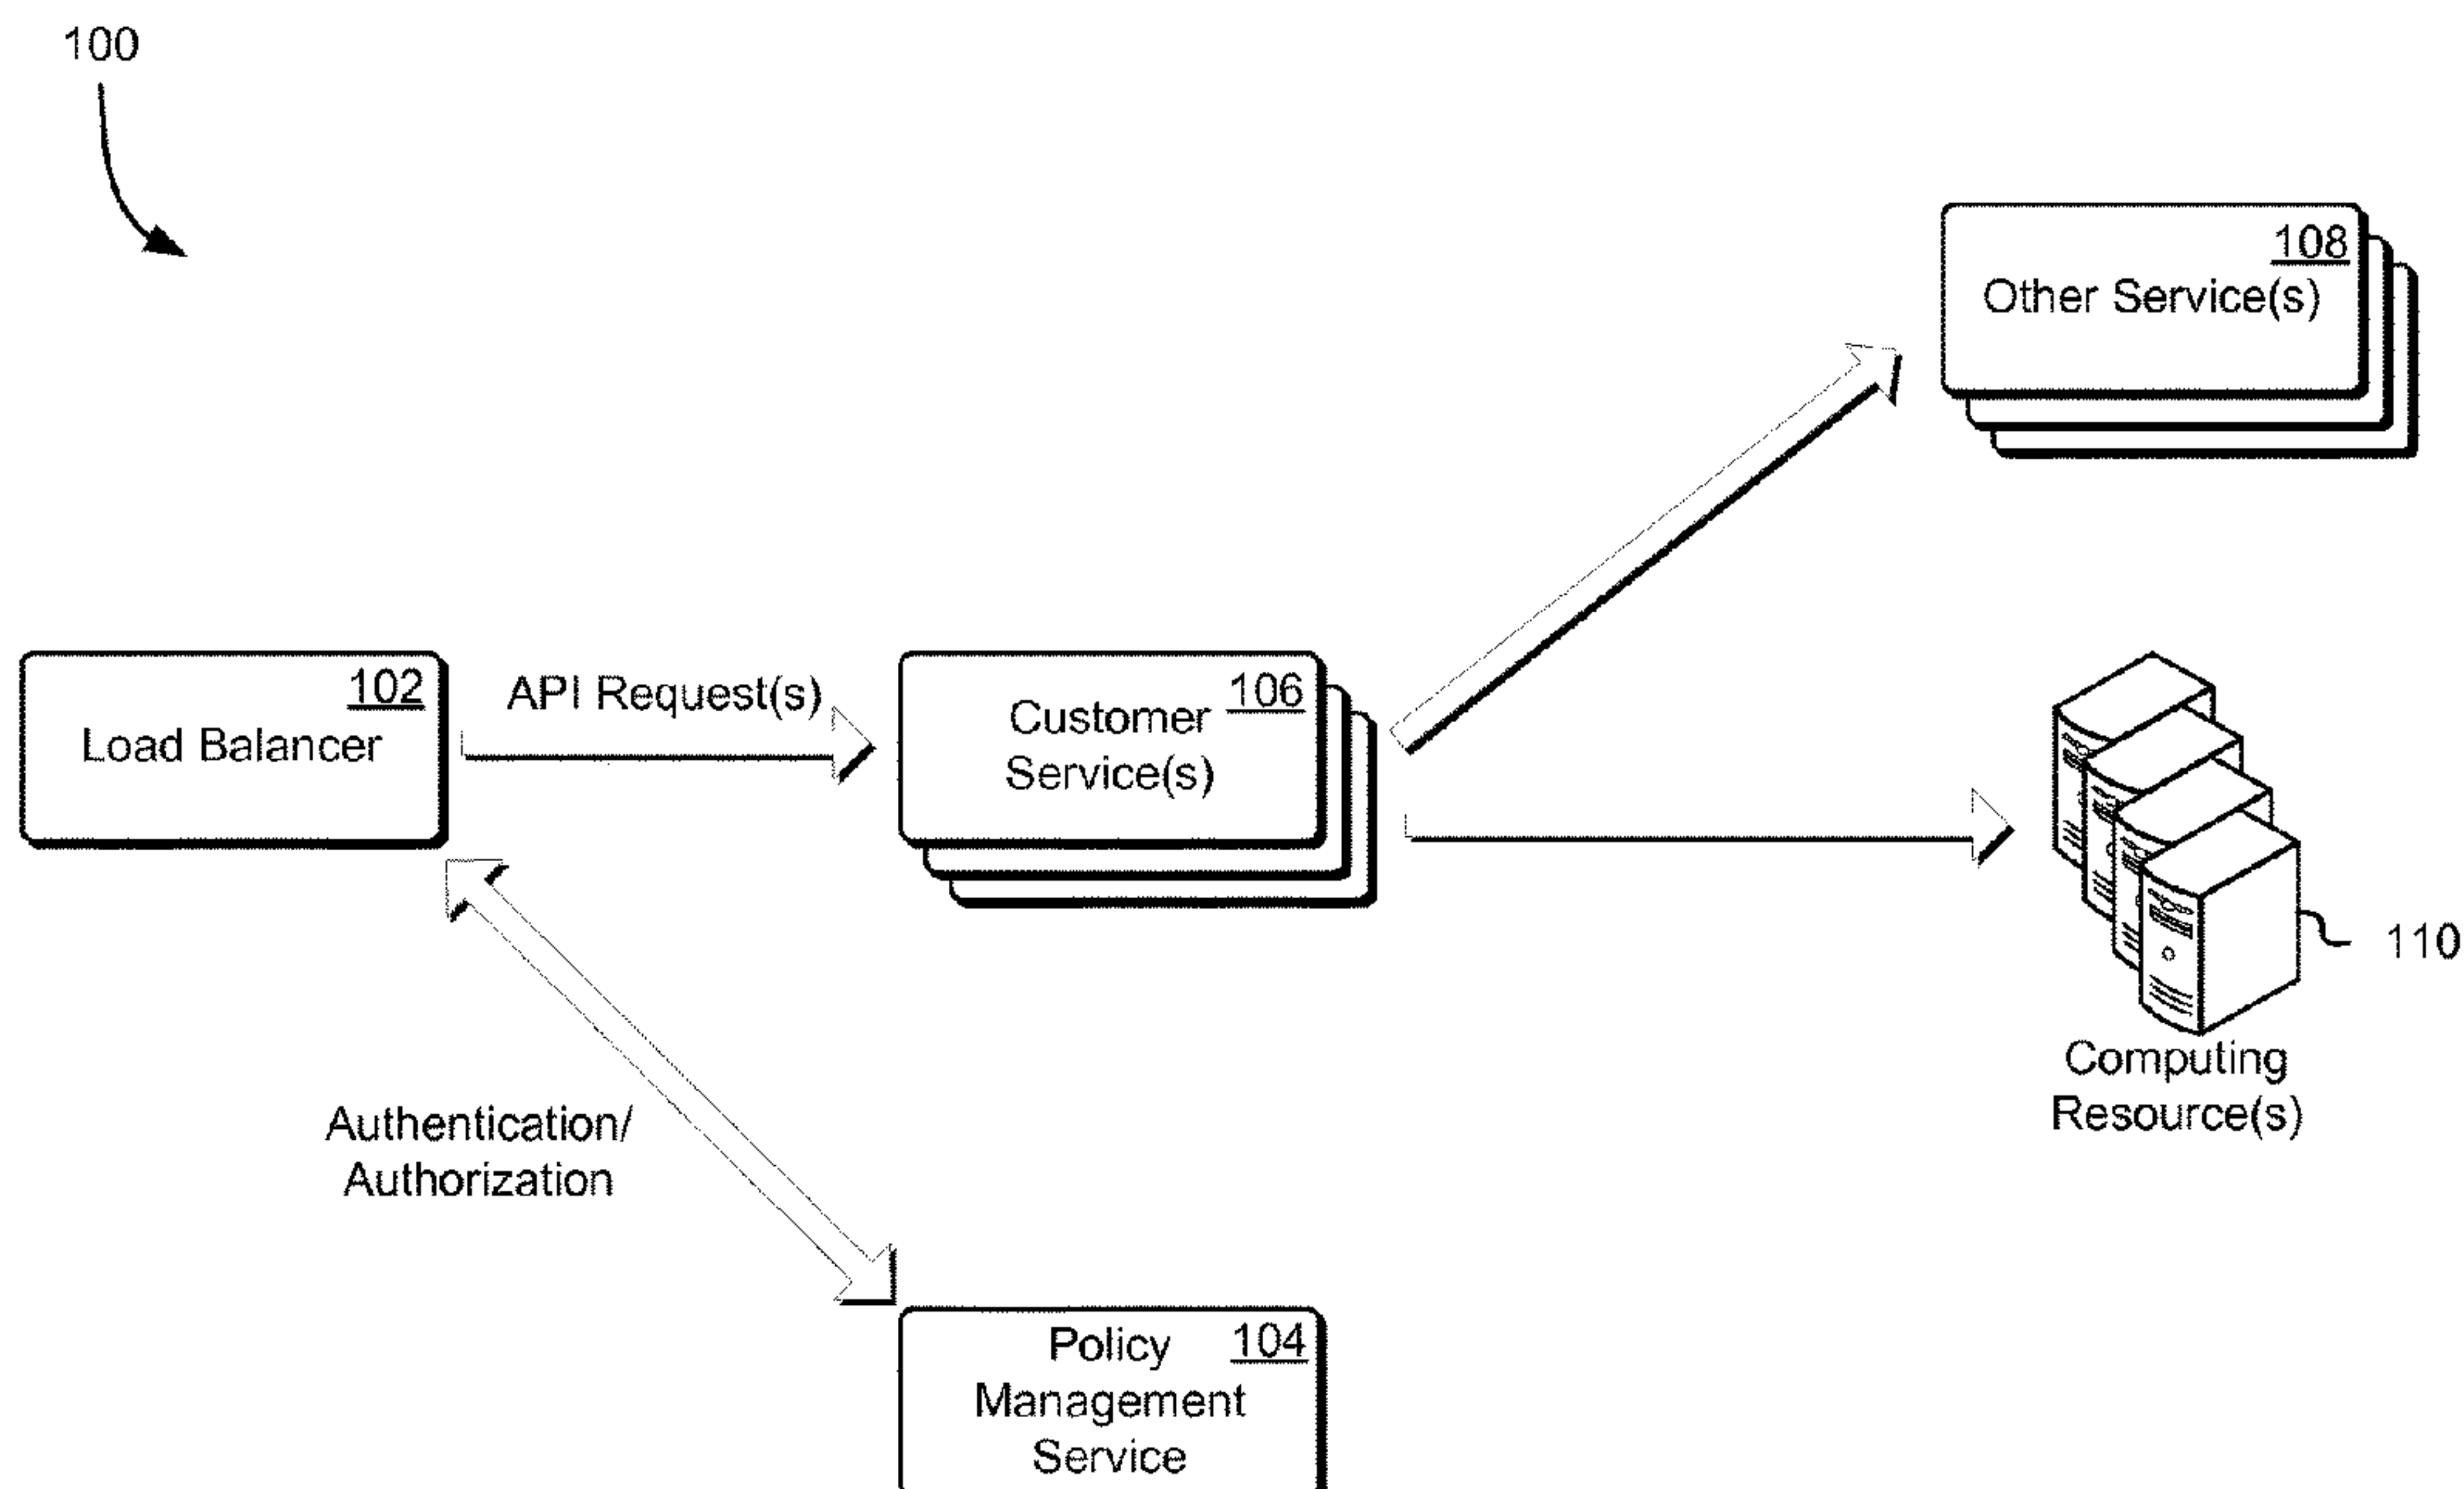 100
108
Other Service(s)
102
Load Balancer
API Request(s)
106
Customer
Service(s)
110
Computing
Resource(s)
Authentication/
Authorization
104
Policy
Management
Service